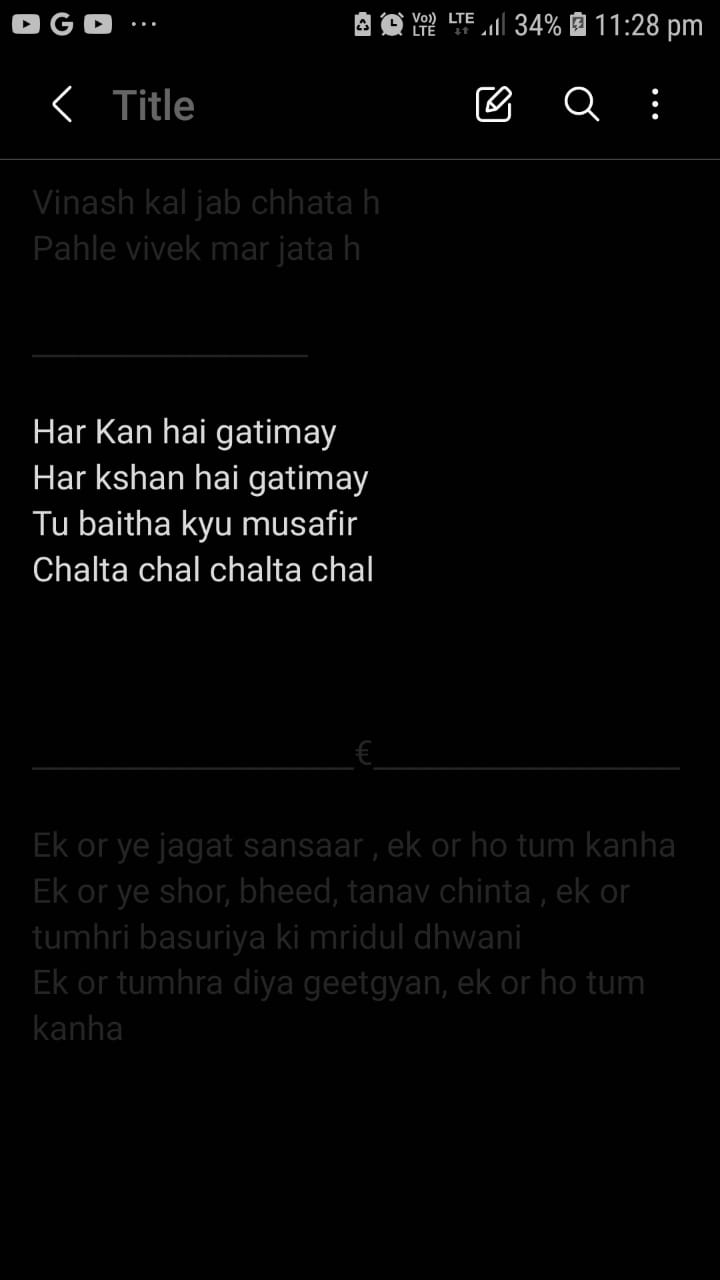 Vo))
LTE
LTE
34%
11:28 pm
Title
Vinash kal jab chhata h
Pahle vivek mar jata h
Har Kan hai gatimay
Har kshan hai gatimay
Tu baitha kyu musafir
Chalta chal chalta chal
€
Ek or ye jagat sansaar , ek or ho tum kanha
Ek or ye shor, bheed, tanav chinta , ek or
tumhri basuriya ki mridul dhwani
Ek or tumhra diya geetgyan, ek or ho tum
kanha